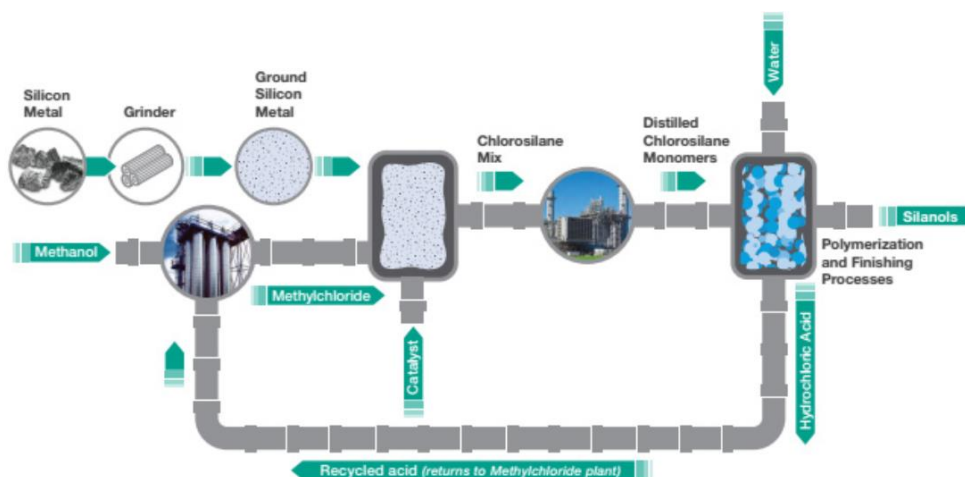 Silicon
Metal
Grinder
Ground
Silicon
Metal
Chlorosilane
Mix
Distilled
Chlorosilane
Monomers
Water
Silanols
Methanol
Methylchloride
Catalyst
Polymerization
and Finishing
Processes
Hydrochloric Acid
Recycled acid (returns to Methylchloride plant)